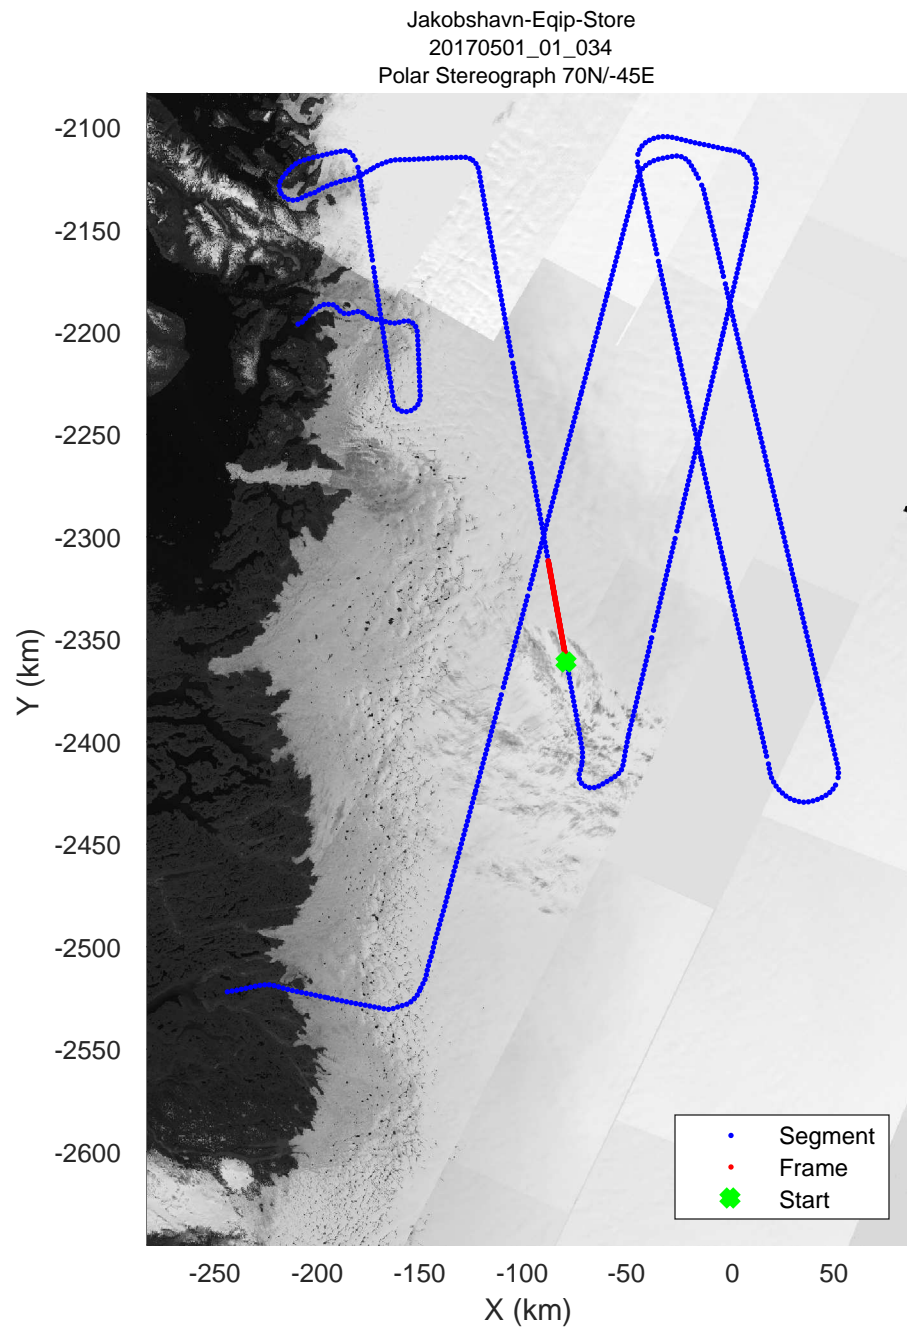 Jakobshavn-Eqip-Store
20170501_01_034
Polar Stereograph 70N/-45E
-2100
-2150
-2200
-2250
-2300
-2350
-2400
-2450
-2500
-2550
-2600
Y (km)
Segment
Frame
Start
-250 -200 -150 -100 -50 0 50
X (km)